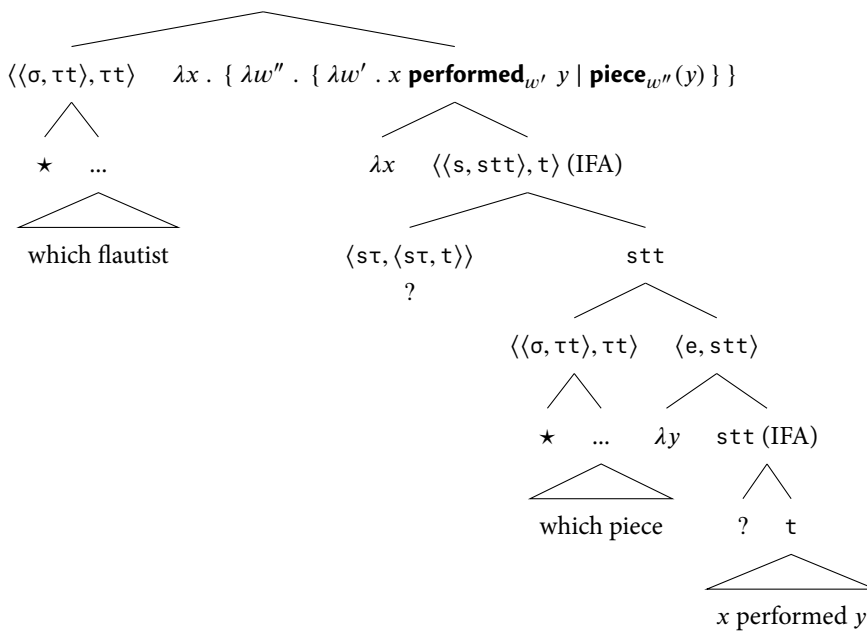 ⟨⟨σ, τt⟩, τt⟩ λx . { λw″ . { λw′ . x performed_w′ y | piece_w″(y) } }
★ ... λx ⟨⟨s, stt⟩, t⟩ (IFA)
which flautist ⟨sτ, ⟨sτ, t⟩⟩ stt
?
⟨⟨σ, τt⟩, τt⟩ ⟨e, stt⟩
★ ... λy stt (IFA)
which piece ? t
x performed y